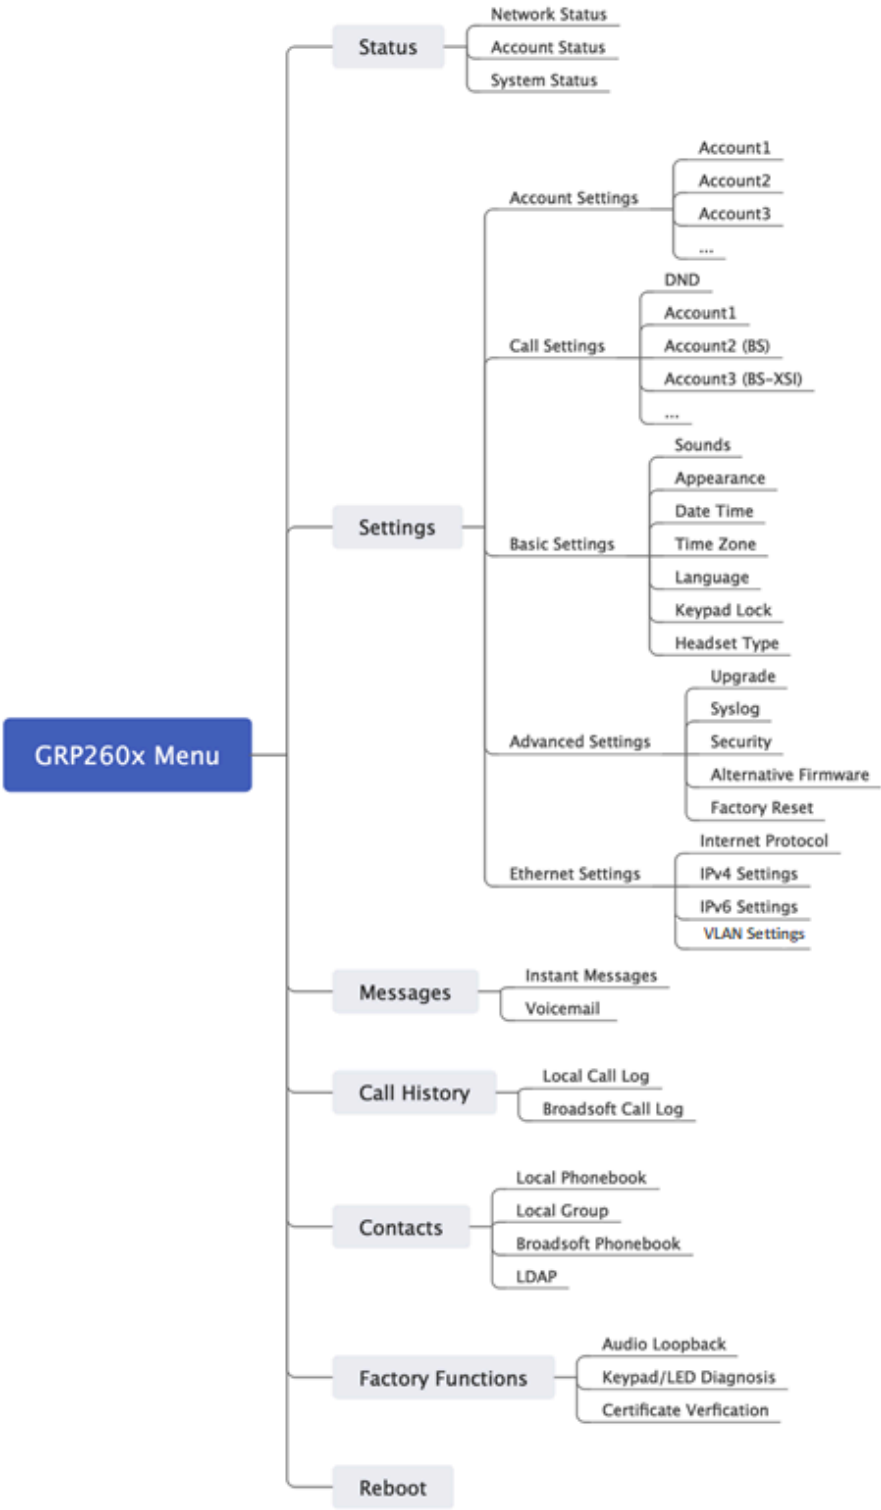 GRP260x Menu
Status
Network Status
Account Status
System Status
Settings
Account Settings
Account1
Account2
Account3
...
Call Settings
DND
Account1
Account2 (BS)
Account3 (BS-XSI)
...
Basic Settings
Sounds
Appearance
Date Time
Time Zone
Language
Keypad Lock
Headset Type
Advanced Settings
Upgrade
Syslog
Security
Alternative Firmware
Factory Reset
Ethernet Settings
Internet Protocol
IPv4 Settings
IPv6 Settings
VLAN Settings
Messages
Instant Messages
Voicemail
Call History
Local Call Log
Broadsoft Call Log
Contacts
Local Phonebook
Local Group
Broadsoft Phonebook
LDAP
Factory Functions
Audio Loopback
Keypad/LED Diagnosis
Certificate Verfication
Reboot